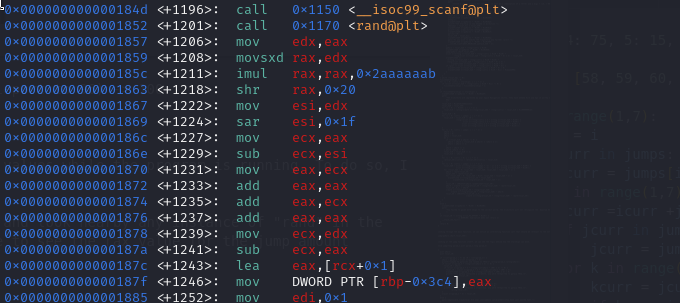 0x000000000000184d <+1196>: call 0x1150 <__isoc99_scanf@plt>
0x0000000000001852 <+1201>: call 0x1170 <rand@plt>
0x0000000000001857 <+1206>: mov edx,eax
0x0000000000001859 <+1208>: movsxd rax,edx
0x000000000000185c <+1211>: imul rax,rax,0x2aaaaaab
0x0000000000001863 <+1218>: shr rax,0x20
0x0000000000001867 <+1222>: mov esi,edx
0x0000000000001869 <+1224>: sar esi,0x1f
0x000000000000186c <+1227>: mov ecx,eax
0x000000000000186e <+1229>: sub ecx,esi
0x0000000000001870 <+1231>: mov eax,ecx
0x0000000000001872 <+1233>: add eax,eax
0x0000000000001874 <+1235>: add eax,ecx
0x0000000000001876 <+1237>: add eax,eax
0x0000000000001878 <+1239>: mov ecx,edx
0x000000000000187a <+1241>: sub ecx,eax
0x000000000000187c <+1243>: lea eax,[rcx+0x1]
0x000000000000187f <+1246>: mov DWORD PTR [rbp-0x3c4],eax
0x0000000000001885 <+1252>: mov edi,0x1